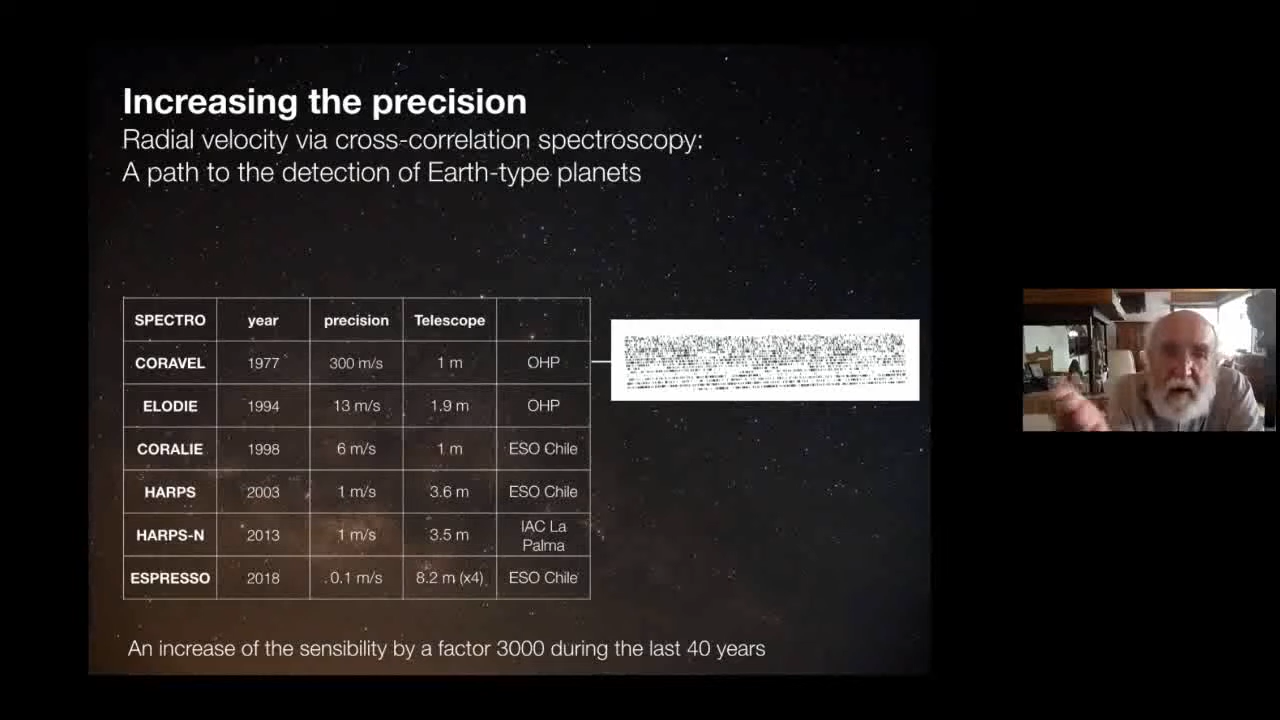 Increasing the precision
Radial velocity via cross-correlation spectroscopy:
A path to the detection of Earth-type planets
SPECTRO year precision Telescope
CORAVEL 1977 300 m/s 1 m OHP
ELODIE 1994 13 m/s 1.9 m OHP
CORALIE 1998 6 m/s 1 m ESO Chile
HARPS 2003 1 m/s 3.6 m ESO Chile
HARPS-N 2013 1 m/s 3.5 m IAC La
Palma
ESPRESSO 2018 0.1 m/s 8.2 m (x4) ESO Chile
An increase of the sensibility by a factor 3000 during the last 40 years